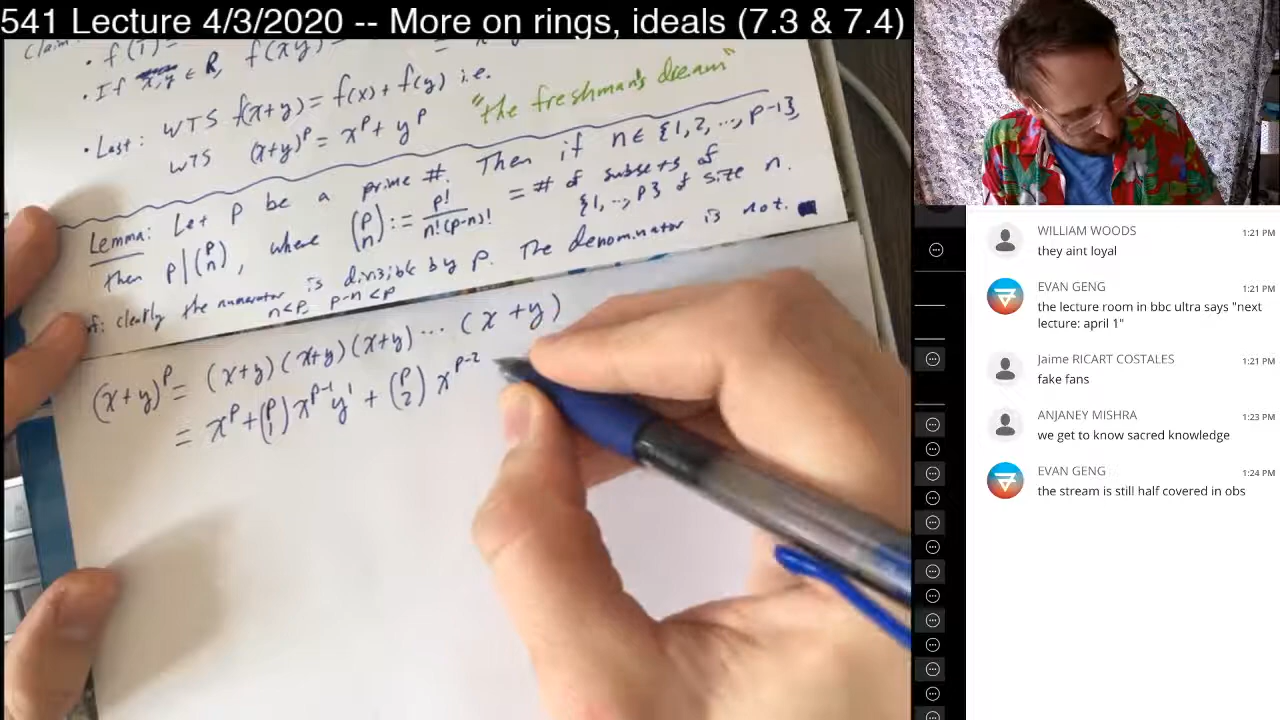 541 Lecture 4/3/2020 -- More on rings, ideals (7.3 & 7.4)
Claim:
• f(1)=
• If x,y ∈ R, f(xy) =
• Last: WTS f(x+y) = f(x) + f(y) i.e.
WTS (x+y)^p = x^p + y^p "the freshman's dream"
Lemma: Let p be a prime #. Then if n ∈ {1, 2, ..., p-1},
then p | (p n), where (p n) := p!/n!(p-n)! = # of subsets of
{1, .., p} of size n.
clearly the numerator is divisible by p. The denominator is not.
n<p p-n<p
(x+y)^p = (x+y)(x+y)(x+y) ... (x+y)
= x^p + (p 1) x^{p-1} y^1 + (p 2) x^{p-2}
WILLIAM WOODS 1:21 PM
they aint loyal
EVAN GENG 1:21 PM
the lecture room in bbc ultra says "next
lecture: april 1"
Jaime RICART COSTALES 1:21 PM
fake fans
ANJANEY MISHRA 1:23 PM
we get to know sacred knowledge
EVAN GENG 1:24 PM
the stream is still half covered in obs